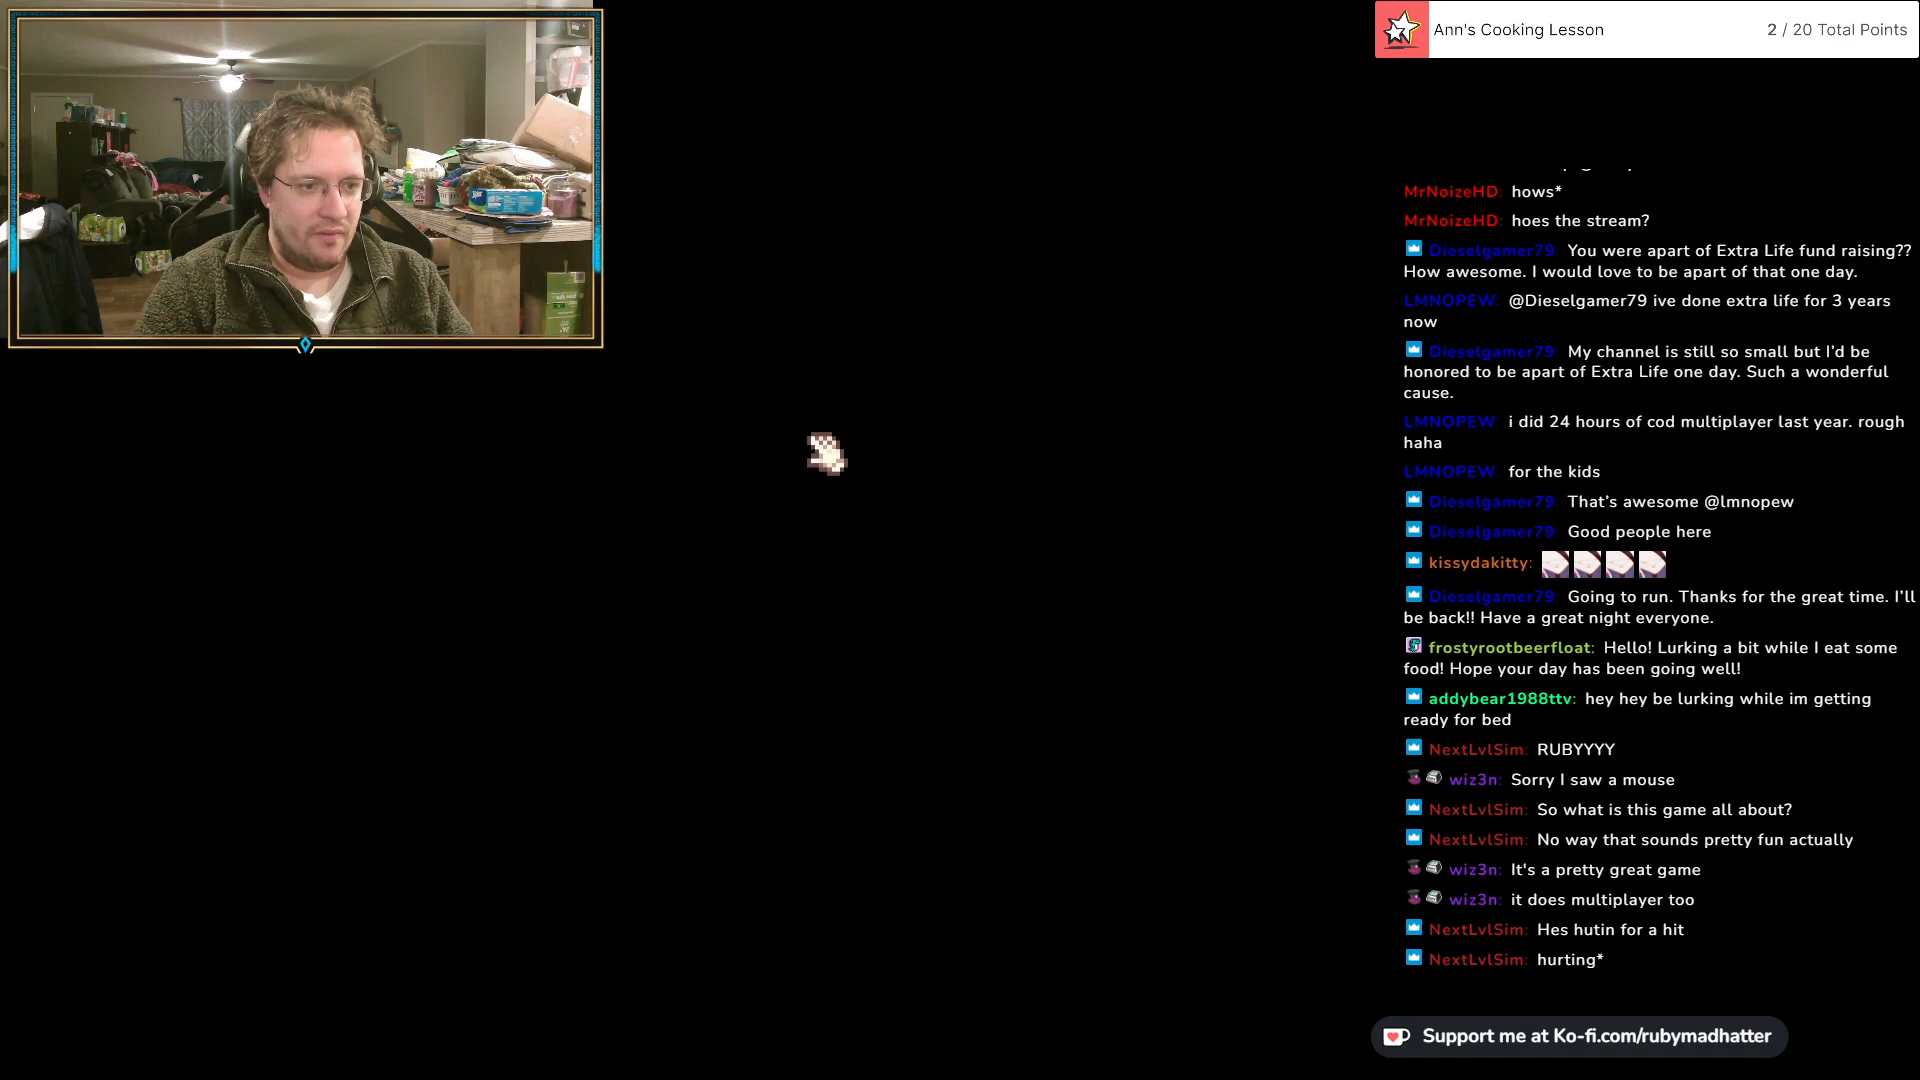 Ann's Cooking Lesson
2 / 20 Total Points
MrNoizeHD: hows*
MrNoizeHD: hoes the stream?
Dieselgamer79: You were apart of Extra Life fund raising??
How awesome. I would love to be apart of that one day.
LMNOPEW: @Dieselgamer79 ive done extra life for 3 years
now
Dieselgamer79: My channel is still so small but I’d be
honored to be apart of Extra Life one day. Such a wonderful
cause.
LMNOPEW: i did 24 hours of cod multiplayer last year. rough
haha
LMNOPEW: for the kids
Dieselgamer79: That’s awesome @lmnopew
Dieselgamer79: Good people here
kissydakitty:
Dieselgamer79: Going to run. Thanks for the great time. I’ll
be back!! Have a great night everyone.
frostyrootbeerfloat: Hello! Lurking a bit while I eat some
food! Hope your day has been going well!
addybear1988ttv: hey hey be lurking while im getting
ready for bed
NextLvlSim: RUBYYYY
wiz3n: Sorry I saw a mouse
NextLvlSim: So what is this game all about?
NextLvlSim: No way that sounds pretty fun actually
wiz3n: It's a pretty great game
wiz3n: it does multiplayer too
NextLvlSim: Hes hutin for a hit
NextLvlSim: hurting*
Support me at Ko-fi.com/rubymadhatter